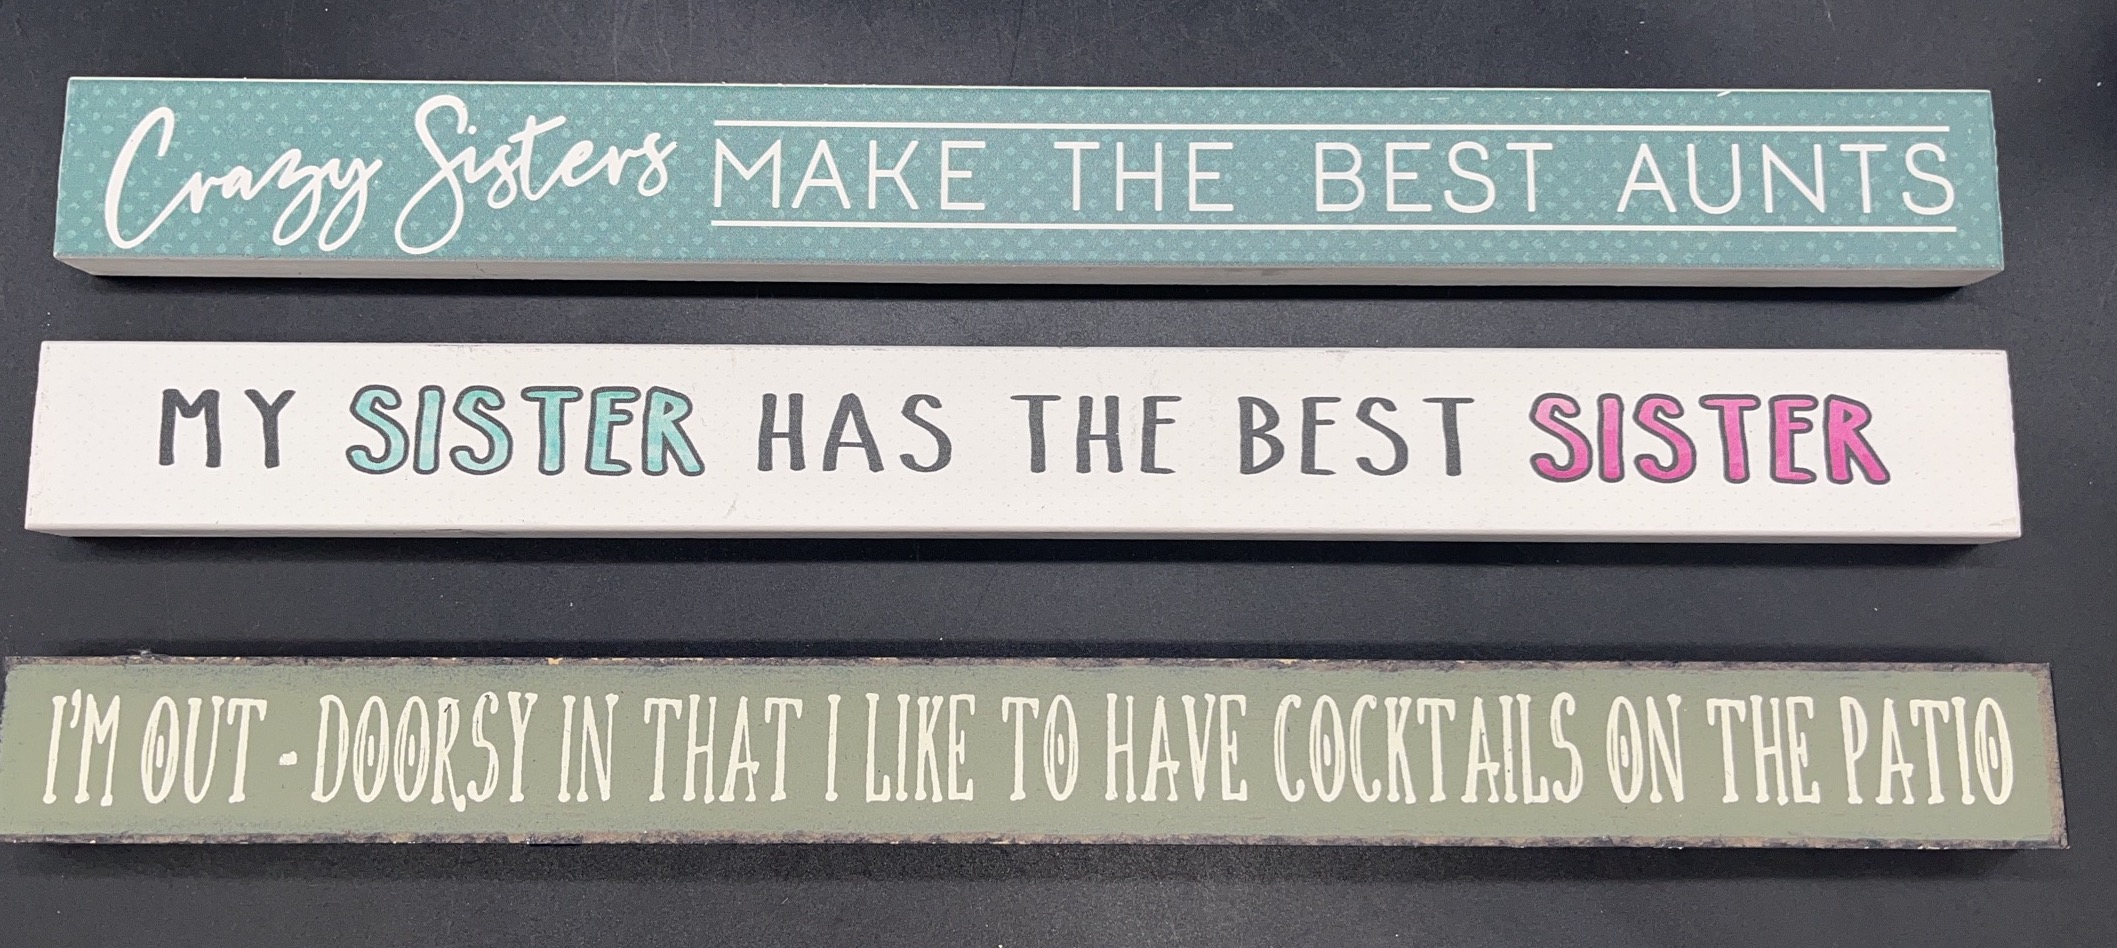 Crazy Sisters MAKE THE BEST AUNTS
MY SISTER HAS THE BEST SISTER
I'M OUT - DOORSY IN THAT I LIKE TO HAVE COCKTAILS ON THE PATIO